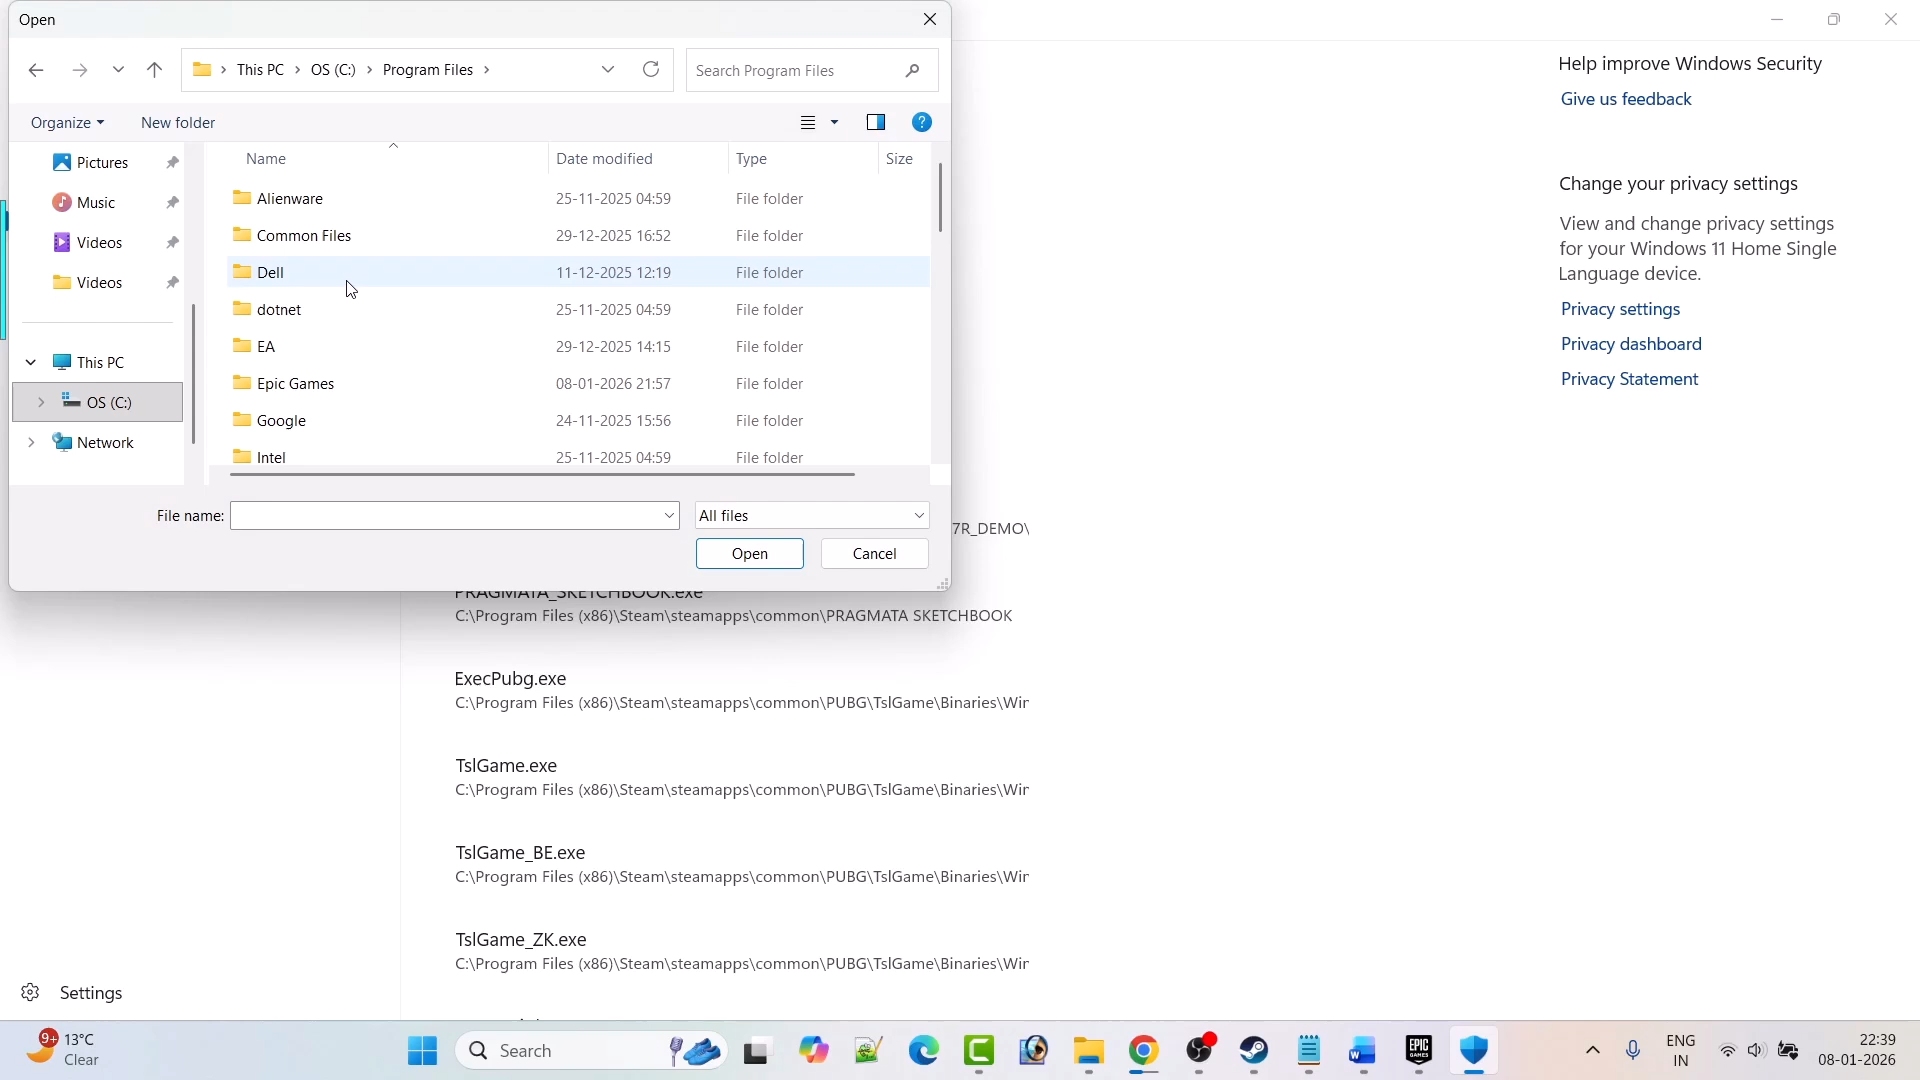 Open
This PC > OS (C:) > Program Files >
Search Program Files
Organize
New folder
Pictures
Music
Videos
Videos
This PC
OS (C:)
Network
Name Date modified Type Size
Alienware 25-11-2025 04:59 File folder
Common Files 29-12-2025 16:52 File folder
Dell 11-12-2025 12:19 File folder
dotnet 25-11-2025 04:59 File folder
EA 29-12-2025 14:15 File folder
Epic Games 08-01-2026 21:57 File folder
Google 24-11-2025 15:56 File folder
Intel 25-11-2025 04:59 File folder
File name:
All files
Open
Cancel
Help improve Windows Security
Give us feedback
Change your privacy settings
View and change privacy settings
for your Windows 11 Home Single
Language device.
Privacy settings
Privacy dashboard
Privacy Statement
7R_DEMO\
PRAGMATA_SKETCHBOOK.exe
C:\Program Files (x86)\Steam\steamapps\common\PRAGMATA SKETCHBOOK
ExecPubg.exe
C:\Program Files (x86)\Steam\steamapps\common\PUBG\TslGame\Binaries\Wir
TslGame.exe
C:\Program Files (x86)\Steam\steamapps\common\PUBG\TslGame\Binaries\Wir
TslGame_BE.exe
C:\Program Files (x86)\Steam\steamapps\common\PUBG\TslGame\Binaries\Wir
TslGame_ZK.exe
C:\Program Files (x86)\Steam\steamapps\common\PUBG\TslGame\Binaries\Wir
Settings
9+
13°C
Clear
Search
EPIC
GAMES
ENG
IN
22:39
08-01-2026